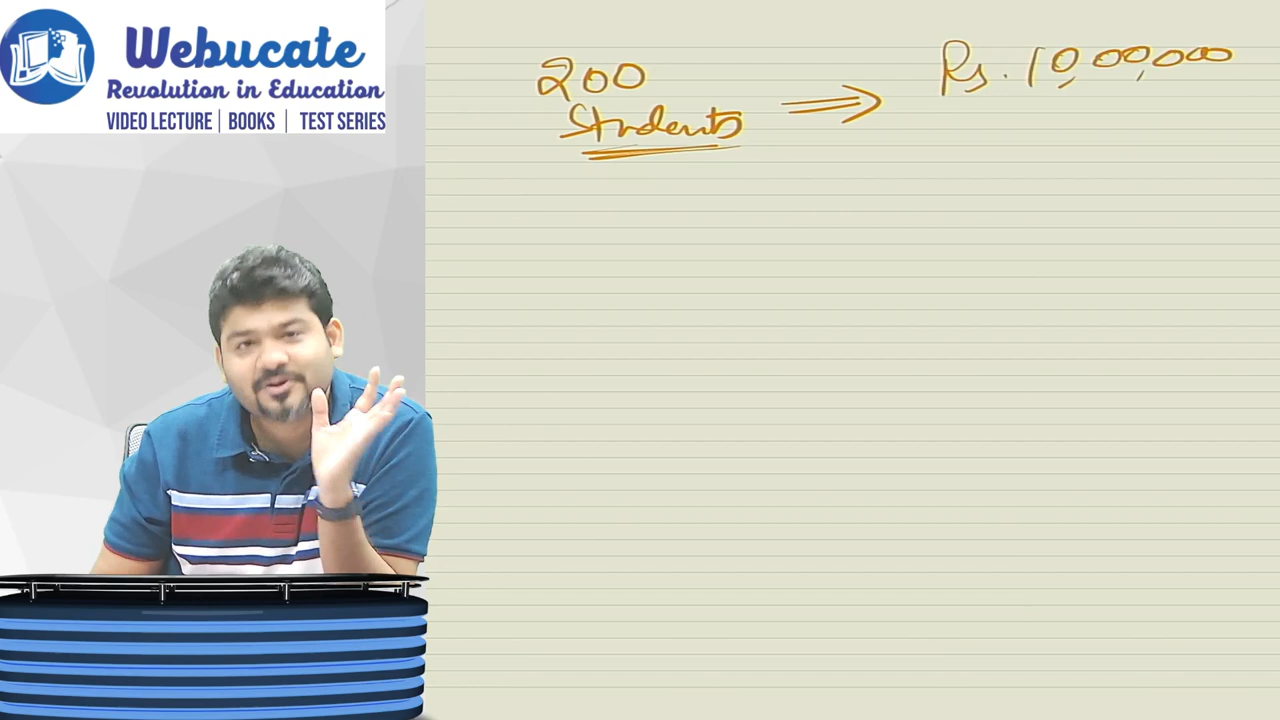 Webucate
Revolution in Education
VIDEO LECTURE | BOOKS | TEST SERIES
200
Students
Rs. 10,00,000